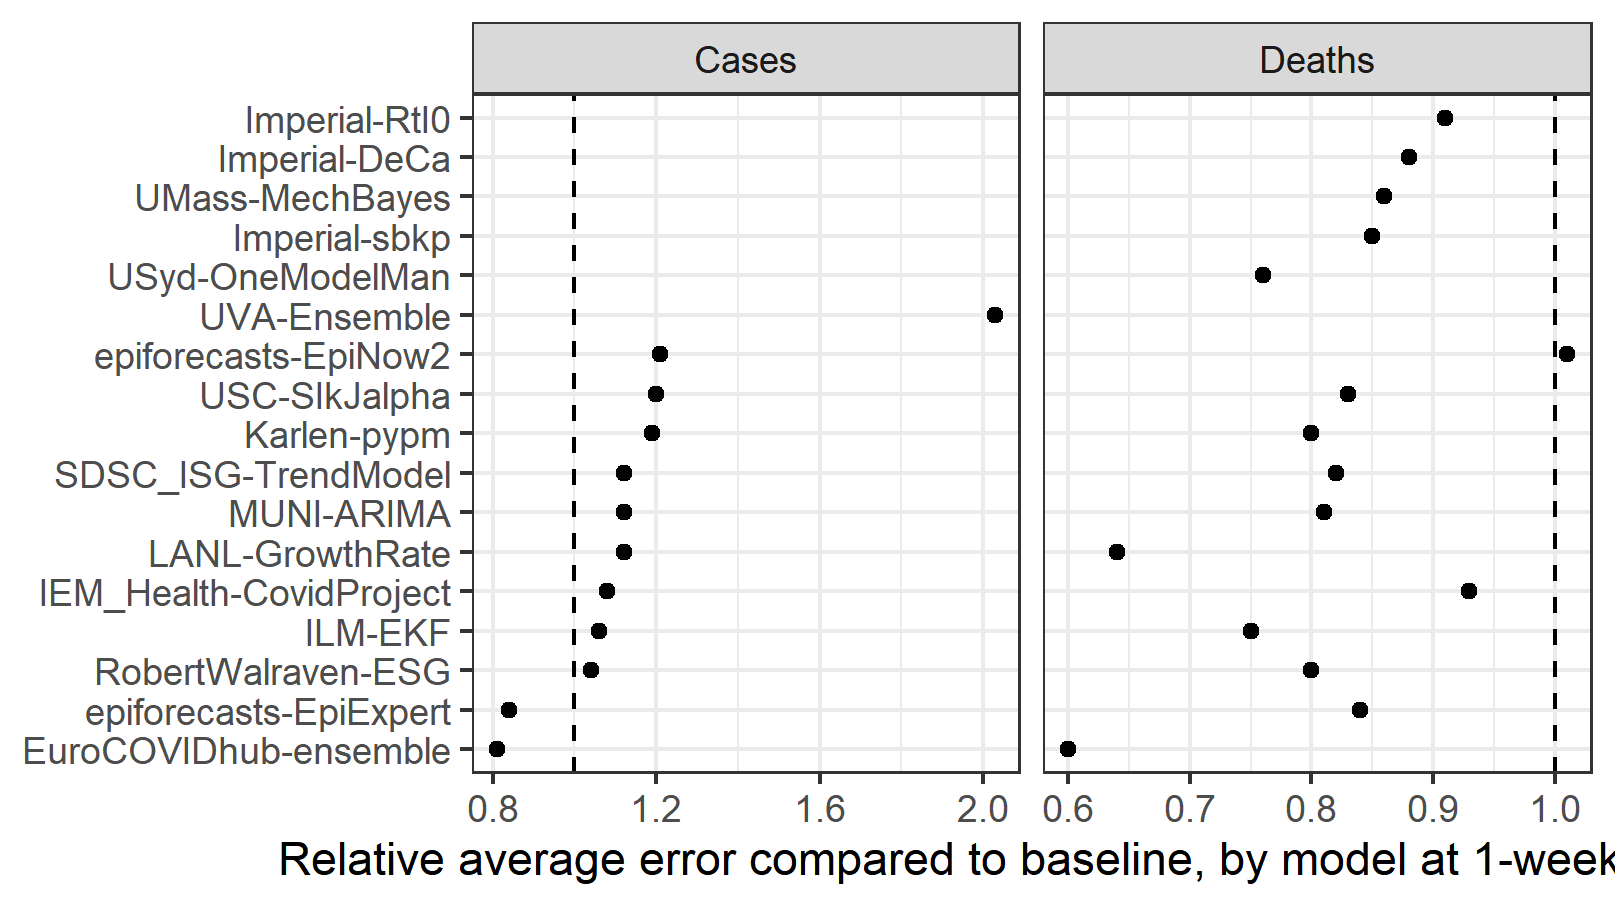 Cases
Deaths
Imperial-RtI0
Imperial-DeCa
UMass-MechBayes
Imperial-sbkp
USyd-OneModelMan
UVA-Ensemble
epiforecasts-EpiNow2
USC-SIkJalpha
Karlen-pypm
SDSC_ISG-TrendModel
MUNI-ARIMA
LANL-GrowthRate
IEM_Health-CovidProject
ILM-EKF
RobertWalraven-ESG
epiforecasts-EpiExpert
EuroCOVIDhub-ensemble
0.8 1.2 1.6 2.0 0.6 0.7 0.8 0.9 1.0
Relative average error compared to baseline, by model at 1-week